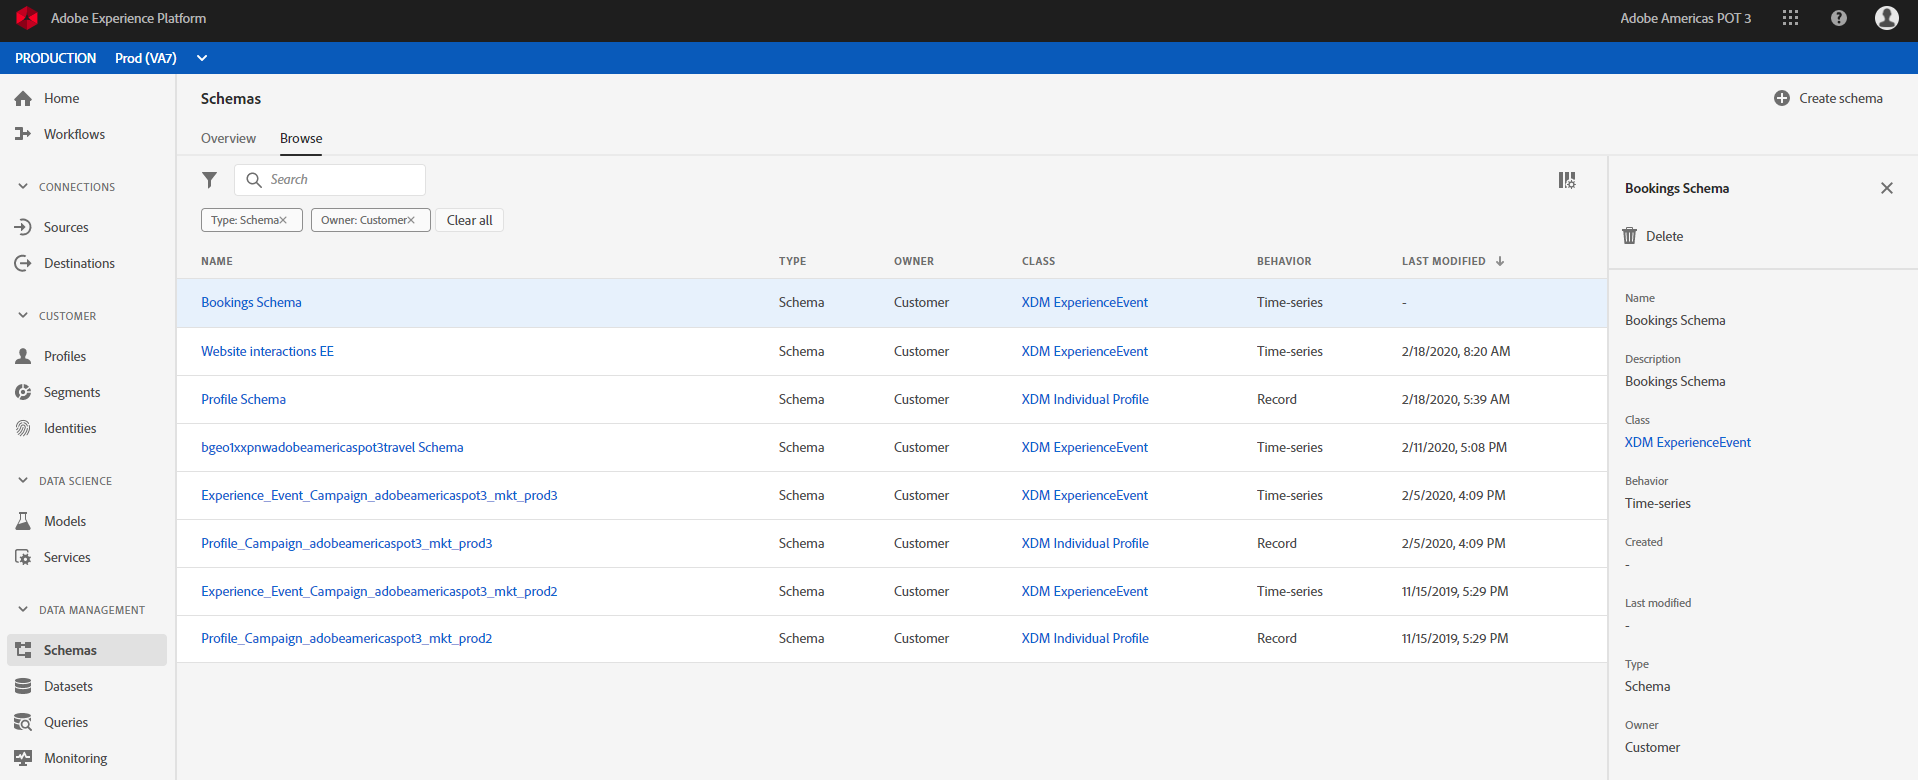 Adobe Experience Platform
Adobe Americas POT 3
PRODUCTION Prod (VA7)
Home
Workflows
CONNECTIONS
Sources
Destinations
CUSTOMER
Profiles
Segments
Identities
DATA SCIENCE
Models
Services
DATA MANAGEMENT
Schemas
Datasets
Queries
Monitoring
Schemas
Create schema
Overview Browse
Search
Type: Schema Owner: Customer Clear all
NAME TYPE OWNER CLASS BEHAVIOR LAST MODIFIED
Bookings Schema Schema Customer XDM ExperienceEvent Time-series -
Website interactions EE Schema Customer XDM ExperienceEvent Time-series 2/18/2020, 8:20 AM
Profile Schema Schema Customer XDM Individual Profile Record 2/18/2020, 5:39 AM
bgeo1xxpnwadobeamericaspot3travel Schema Schema Customer XDM ExperienceEvent Time-series 2/11/2020, 5:08 PM
Experience_Event_Campaign_adobeamericaspot3_mkt_prod3 Schema Customer XDM ExperienceEvent Time-series 2/5/2020, 4:09 PM
Profile_Campaign_adobeamericaspot3_mkt_prod3 Schema Customer XDM Individual Profile Record 2/5/2020, 4:09 PM
Experience_Event_Campaign_adobeamericaspot3_mkt_prod2 Schema Customer XDM ExperienceEvent Time-series 11/15/2019, 5:29 PM
Profile_Campaign_adobeamericaspot3_mkt_prod2 Schema Customer XDM Individual Profile Record 11/15/2019, 5:29 PM
Bookings Schema
Delete
Name
Bookings Schema
Description
Bookings Schema
Class
XDM ExperienceEvent
Behavior
Time-series
Created
-
Last modified
-
Type
Schema
Owner
Customer